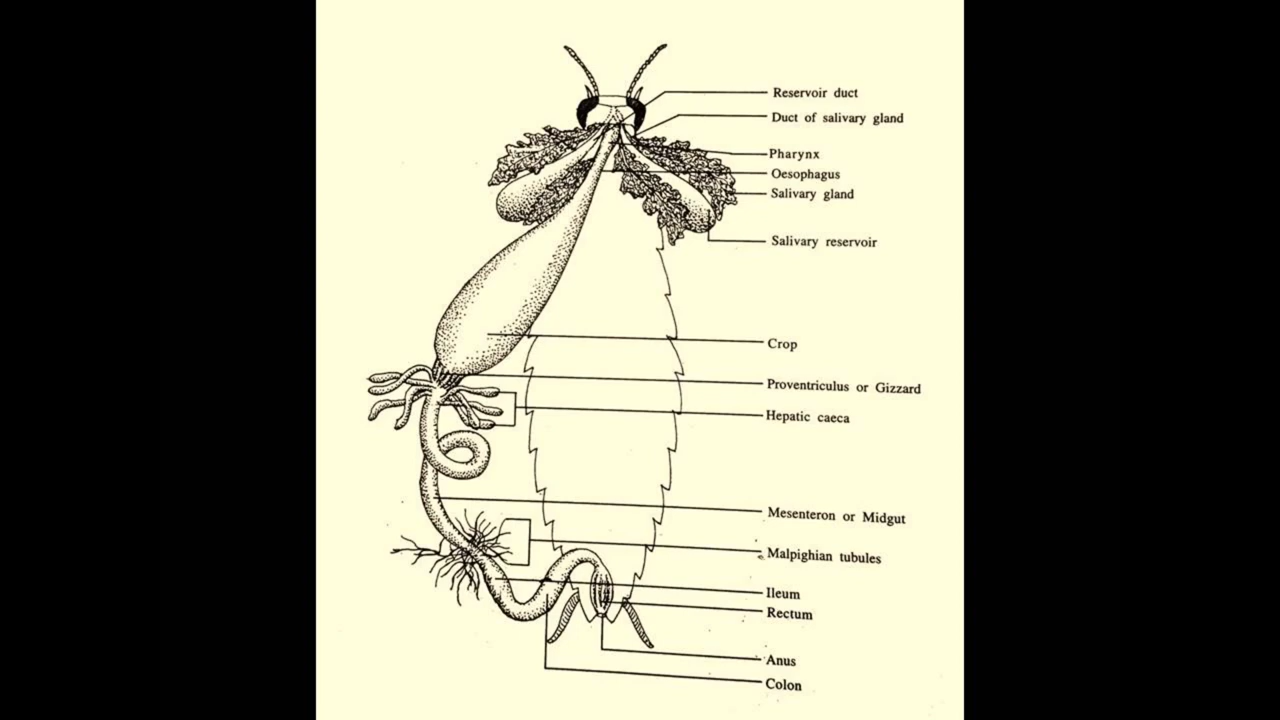 Reservoir duct
Duct of salivary gland
Pharynx
Oesophagus
Salivary gland
Salivary reservoir
Crop
Proventriculus or Gizzard
Hepatic caeca
Mesenteron or Midgut
Malpighian tubules
Ileum
Rectum
Anus
Colon